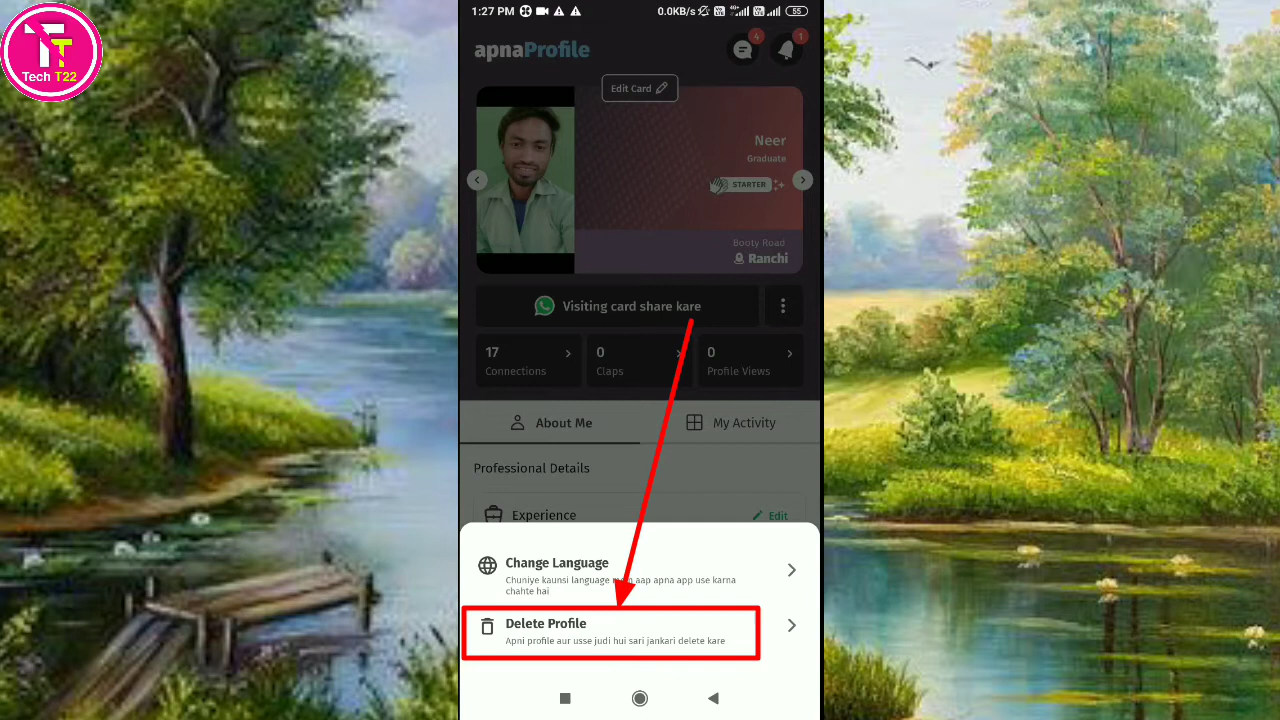 Tech T22
1:27 PM
0.0KB/s
4G+
55
apnaProfile
4
1
Edit Card
Neer
Graduate
STARTER
Booty Road
Ranchi
Visiting card share kare
17
Connections
0
Claps
0
Profile Views
About Me
My Activity
Professional Details
Experience
Edit
Change Language
Chuniye kaunsi language mein aap apna app use karna
chahte hai
Delete Profile
Apni profile aur usse judi hui sari jankari delete kare